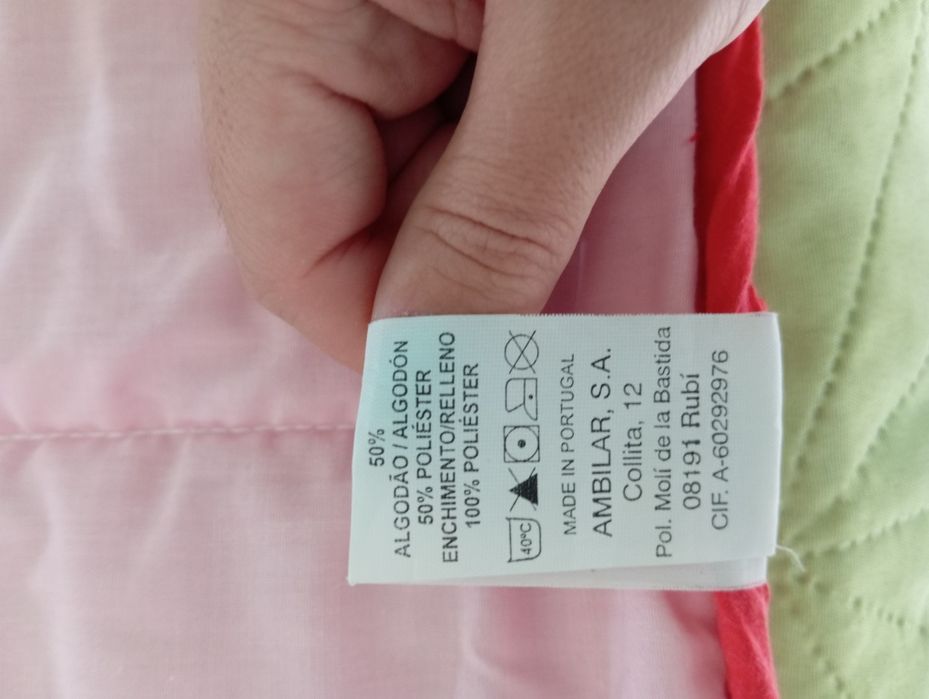 50%
ALGODÃO / ALGODÓN
50% POLIÉSTER
ENCHIMENTO/RELLENO
100% POLIÉSTER
40ºC
MADE IN PORTUGAL
AMBILAR, S.A.
Collita, 12
Pol. Molí de la Bastida
08191 Rubí
CIF. A-60292976